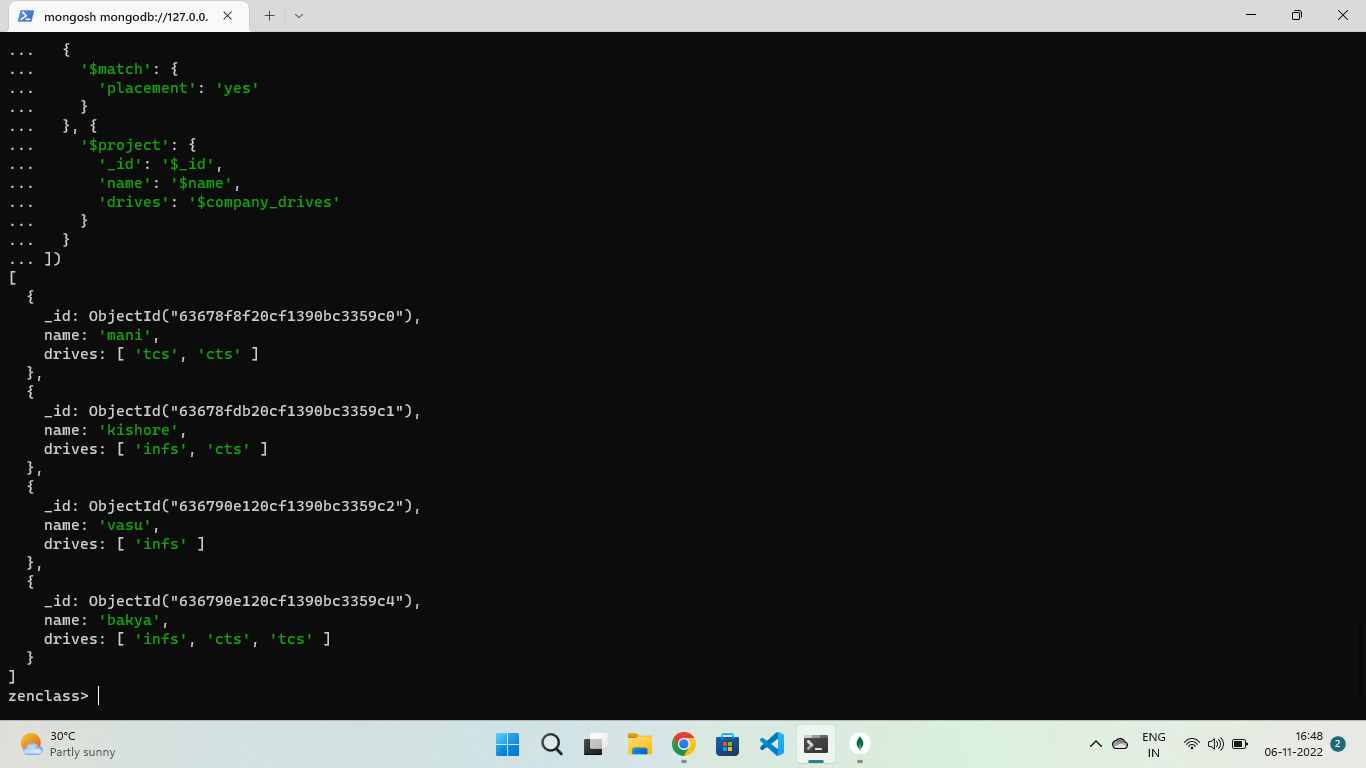 mongosh mongodb://127.0.0.
...   {
...     '$match': {
...       'placement': 'yes'
...     }
...   }, {
...     '$project': {
...       '_id': '$_id',
...       'name': '$name',
...       'drives': '$company_drives'
...     }
...   }
... ])
[
  {
    _id: ObjectId("63678f8f20cf1390bc3359c0"),
    name: 'mani',
    drives: [ 'tcs', 'cts' ]
  },
  {
    _id: ObjectId("63678fdb20cf1390bc3359c1"),
    name: 'kishore',
    drives: [ 'infs', 'cts' ]
  },
  {
    _id: ObjectId("636790e120cf1390bc3359c2"),
    name: 'vasu',
    drives: [ 'infs' ]
  },
  {
    _id: ObjectId("636790e120cf1390bc3359c4"),
    name: 'bakya',
    drives: [ 'infs', 'cts', 'tcs' ]
  }
]
zenclass>
30°C
Partly sunny
ENG
IN
16:48
06-11-2022
2